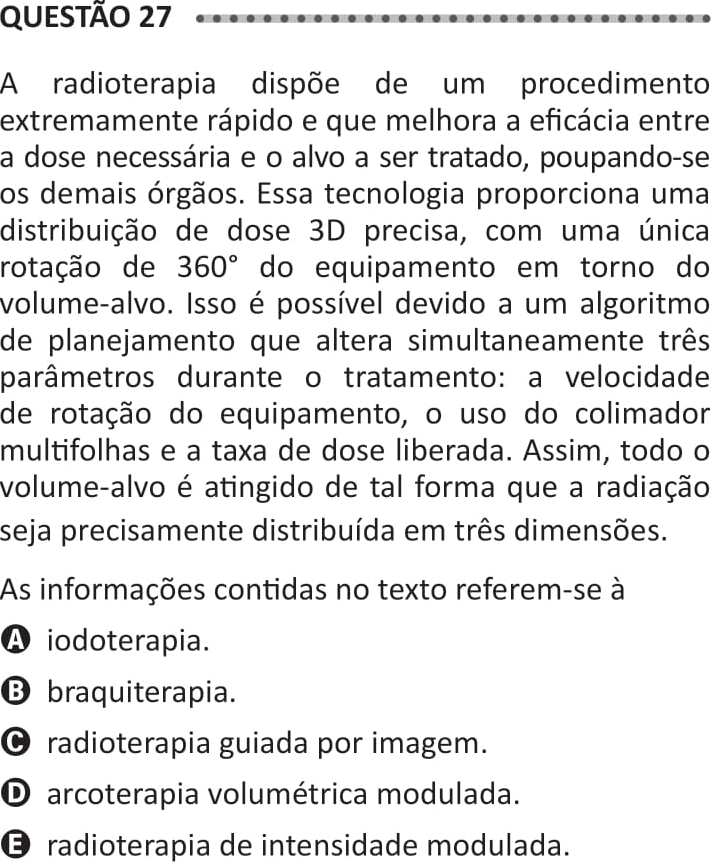 QUESTÃO 27
A radioterapia dispõe de um procedimento
extremamente rápido e que melhora a eficácia entre
a dose necessária e o alvo a ser tratado, poupando-se
os demais órgãos. Essa tecnologia proporciona uma
distribuição de dose 3D precisa, com uma única
rotação de 360° do equipamento em torno do
volume-alvo. Isso é possível devido a um algoritmo
de planejamento que altera simultaneamente três
parâmetros durante o tratamento: a velocidade
de rotação do equipamento, o uso do colimador
multifolhas e a taxa de dose liberada. Assim, todo o
volume-alvo é atingido de tal forma que a radiação
seja precisamente distribuída em três dimensões.
As informações contidas no texto referem-se à
A iodoterapia.
B braquiterapia.
C radioterapia guiada por imagem.
D arcoterapia volumétrica modulada.
E radioterapia de intensidade modulada.